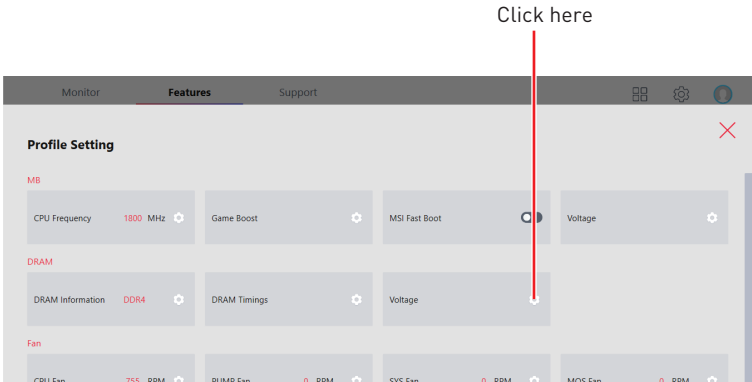 Click here
Monitor Features Support
Profile Setting
MB
CPU Frequency 1800 MHz Game Boost MSI Fast Boot Voltage
DRAM
DRAM Information DDR4 DRAM Timings Voltage
Fan
CPU Fan 755 RPM PUMP Fan 0 RPM SYS Fan 0 RPM MOS Fan 0 RPM